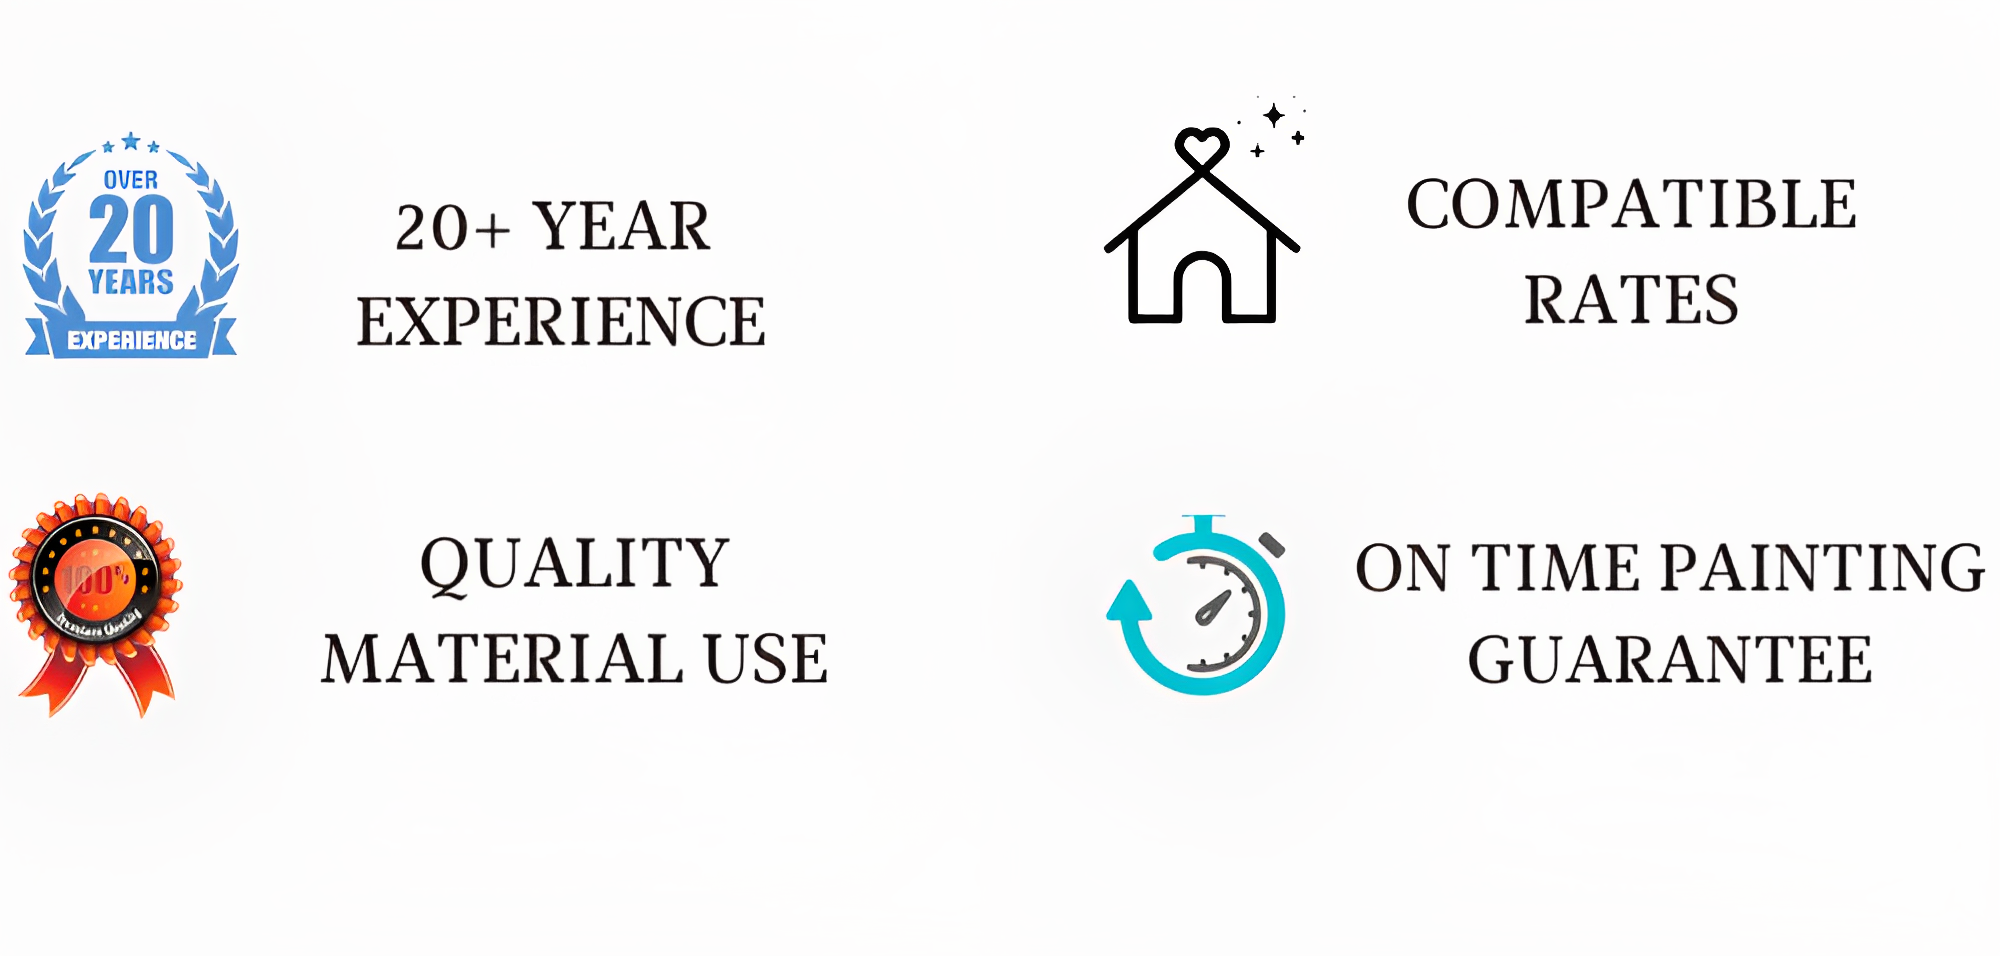 OVER
20
YEARS
EXPERIENCE
20+ YEAR
EXPERIENCE
COMPATIBLE
RATES
100%
Premium Quality
QUALITY
MATERIAL USE
ON TIME PAINTING
GUARANTEE